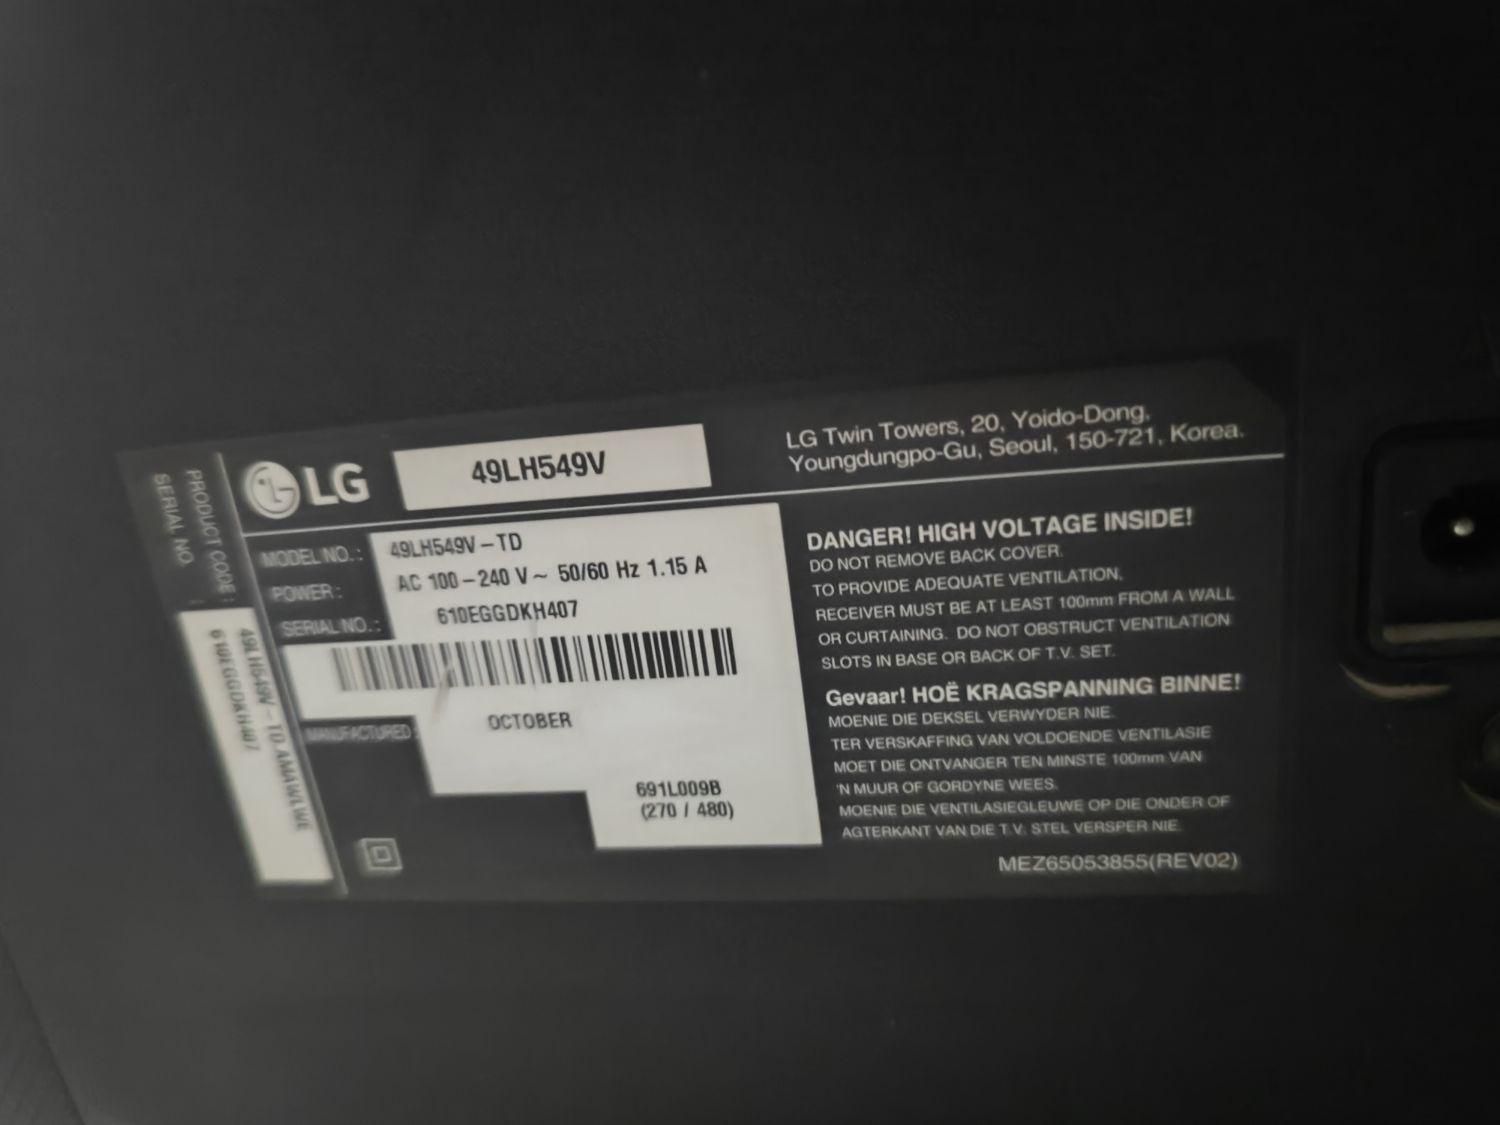 LG
49LH549V
LG Twin Towers, 20, Yoido-Dong,
Youngdungpo-Gu, Seoul, 150-721, Korea.
MODEL NO. :
49LH549V-TD
POWER :
AC 100-240 V~ 50/60 Hz 1.15 A
SERIAL NO. :
610EGGDKH407
MANUFACTURED :
OCTOBER
691L009B
(270 / 480)
DANGER! HIGH VOLTAGE INSIDE!
DO NOT REMOVE BACK COVER.
TO PROVIDE ADEQUATE VENTILATION,
RECEIVER MUST BE AT LEAST 100mm FROM A WALL
OR CURTAINING. DO NOT OBSTRUCT VENTILATION
SLOTS IN BASE OR BACK OF T.V. SET.
Gevaar! HOË KRAGSPANNING BINNE!
MOENIE DIE DEKSEL VERWYDER NIE.
TER VERSKAFFING VAN VOLDOENDE VENTILASIE
MOET DIE ONTVANGER TEN MINSTE 100mm VAN
'N MUUR OF GORDYNE WEES.
MOENIE DIE VENTILASIEGLEUWE OP DIE ONDER OF
AGTERKANT VAN DIE T.V. STEL VERSPER NIE.
MEZ65053855(REV02)
PRODUCT CODE :
49LH549V-TD
SERIAL NO. :
610EGGDKH407